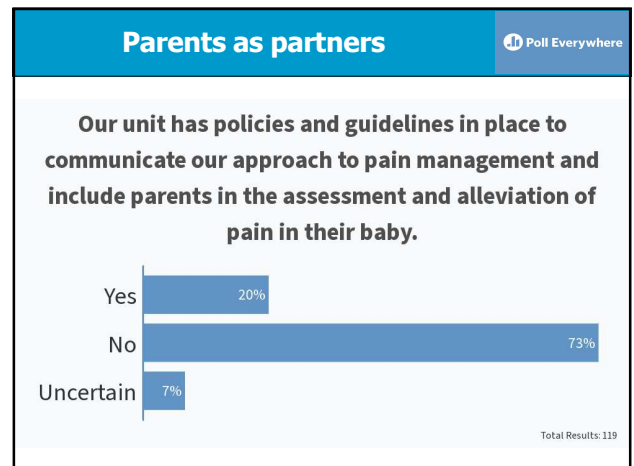 Parents as partners
Poll Everywhere
Our unit has policies and guidelines in place to
communicate our approach to pain management and
include parents in the assessment and alleviation of
pain in their baby.
Yes 20%
No 73%
Uncertain 7%
Total Results: 119